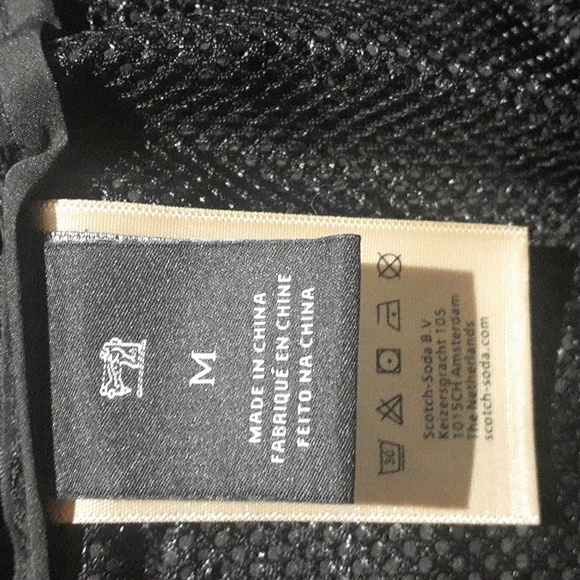 M
MADE IN CHINA
FABRIQUÉ EN CHINE
FEITO NA CHINA
30
Scotch-Soda B.V
Keizersgracht 105
1015CH Amsterdam
The Netherlands
scotch-soda.com